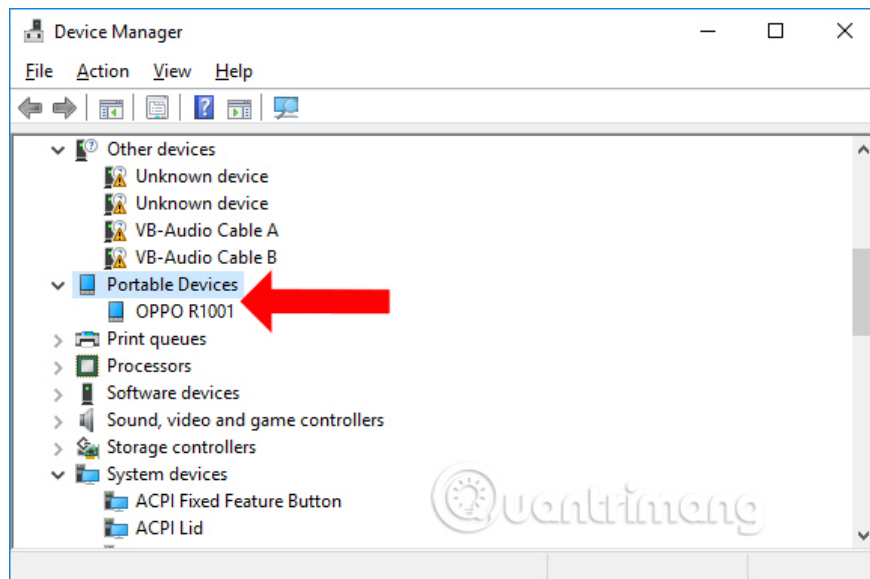 Device Manager
File Action View Help
Other devices
Unknown device
Unknown device
VB-Audio Cable A
VB-Audio Cable B
Portable Devices
OPPO R1001
Print queues
Processors
Software devices
Sound, video and game controllers
Storage controllers
System devices
ACPI Fixed Feature Button
ACPI Lid
Quantrimang